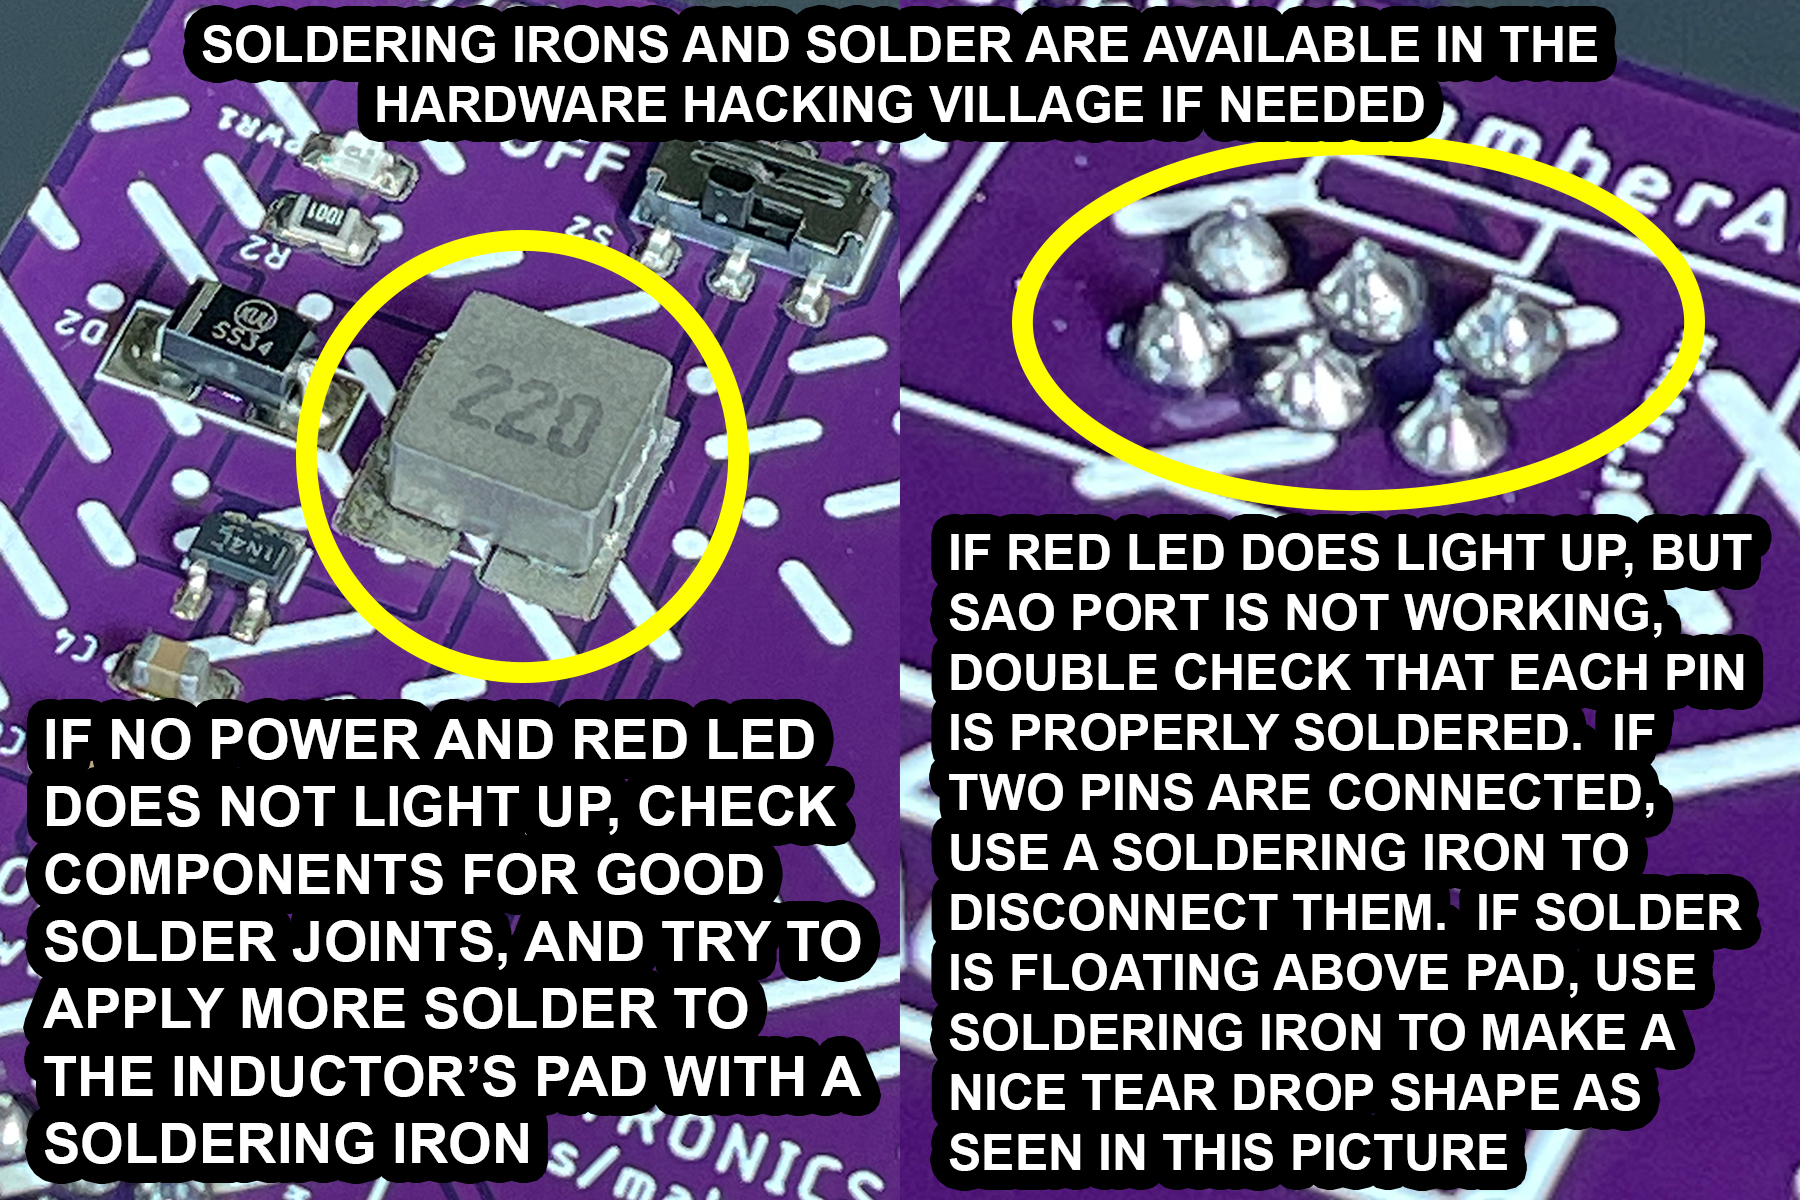 SOLDERING IRONS AND SOLDER ARE AVAILABLE IN THE
HARDWARE HACKING VILLAGE IF NEEDED
PWR1
OFF
1001
R2
S2
D2
SS34
220
C4
IF NO POWER AND RED LED
DOES NOT LIGHT UP, CHECK
COMPONENTS FOR GOOD
SOLDER JOINTS, AND TRY TO
APPLY MORE SOLDER TO
THE INDUCTOR’S PAD WITH A
SOLDERING IRON
RONICS
s/ma
mberA
IF RED LED DOES LIGHT UP, BUT
SAO PORT IS NOT WORKING,
DOUBLE CHECK THAT EACH PIN
IS PROPERLY SOLDERED.  IF
TWO PINS ARE CONNECTED,
USE A SOLDERING IRON TO
DISCONNECT THEM.  IF SOLDER
IS FLOATING ABOVE PAD, USE
SOLDERING IRON TO MAKE A
NICE TEAR DROP SHAPE AS
SEEN IN THIS PICTURE